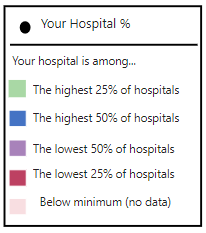 Your Hospital %
Your hospital is among...
The highest 25% of hospitals
The highest 50% of hospitals
The lowest 50% of hospitals
The lowest 25% of hospitals
Below minimum (no data)